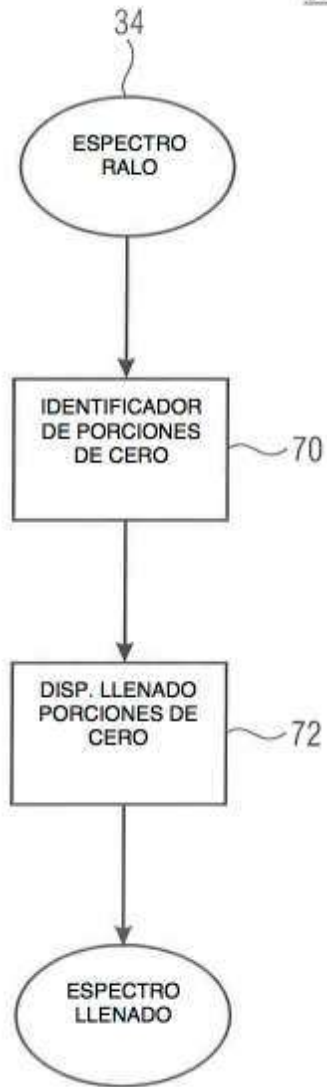 34
ESPECTRO
RALO
IDENTIFICADOR
DE PORCIONES
DE CERO
70
DISP. LLENADO
PORCIONES DE
CERO
72
ESPECTRO
LLENADO